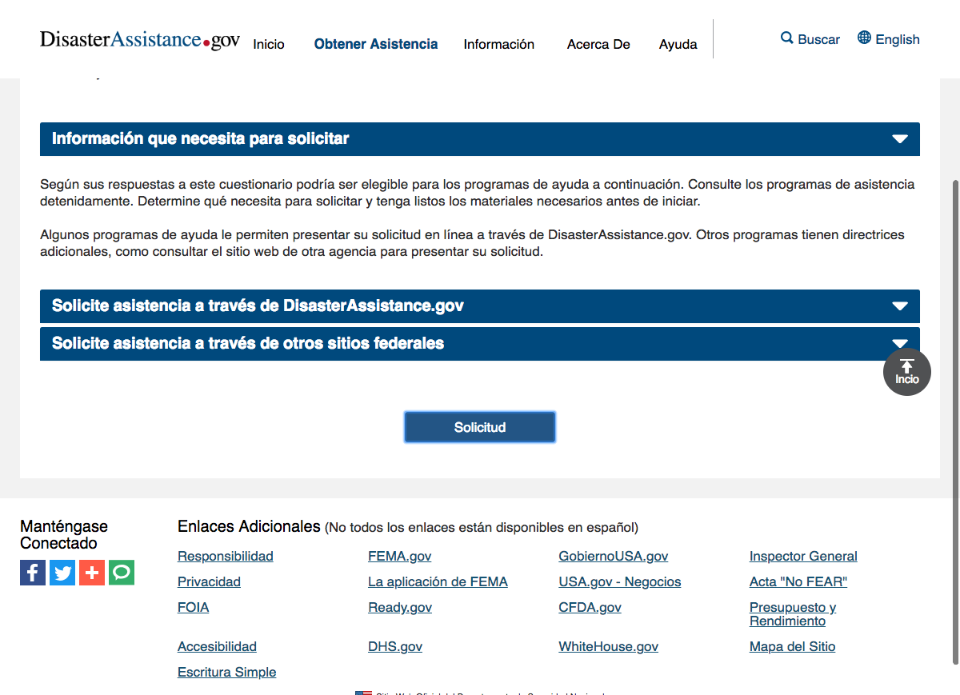 DisasterAssistance.gov Inicio Obtener Asistencia Información Acerca De Ayuda Buscar English
Información que necesita para solicitar
Según sus respuestas a este cuestionario podría ser elegible para los programas de ayuda a continuación. Consulte los programas de asistencia
detenidamente. Determine qué necesita para solicitar y tenga listos los materiales necesarios antes de iniciar.
Algunos programas de ayuda le permiten presentar su solicitud en línea a través de DisasterAssistance.gov. Otros programas tienen directrices
adicionales, como consultar el sitio web de otra agencia para presentar su solicitud.
Solicite asistencia a través de DisasterAssistance.gov
Solicite asistencia a través de otros sitios federales
Incio
Solicitud
Manténgase
Conectado
Enlaces Adicionales (No todos los enlaces están disponibles en español)
Responsibilidad FEMA.gov GobiernoUSA.gov Inspector General
Privacidad La aplicación de FEMA USA.gov - Negocios Acta "No FEAR"
FOIA Ready.gov CFDA.gov Presupuesto y
Rendimiento
Accesibilidad DHS.gov WhiteHouse.gov Mapa del Sitio
Escritura Simple